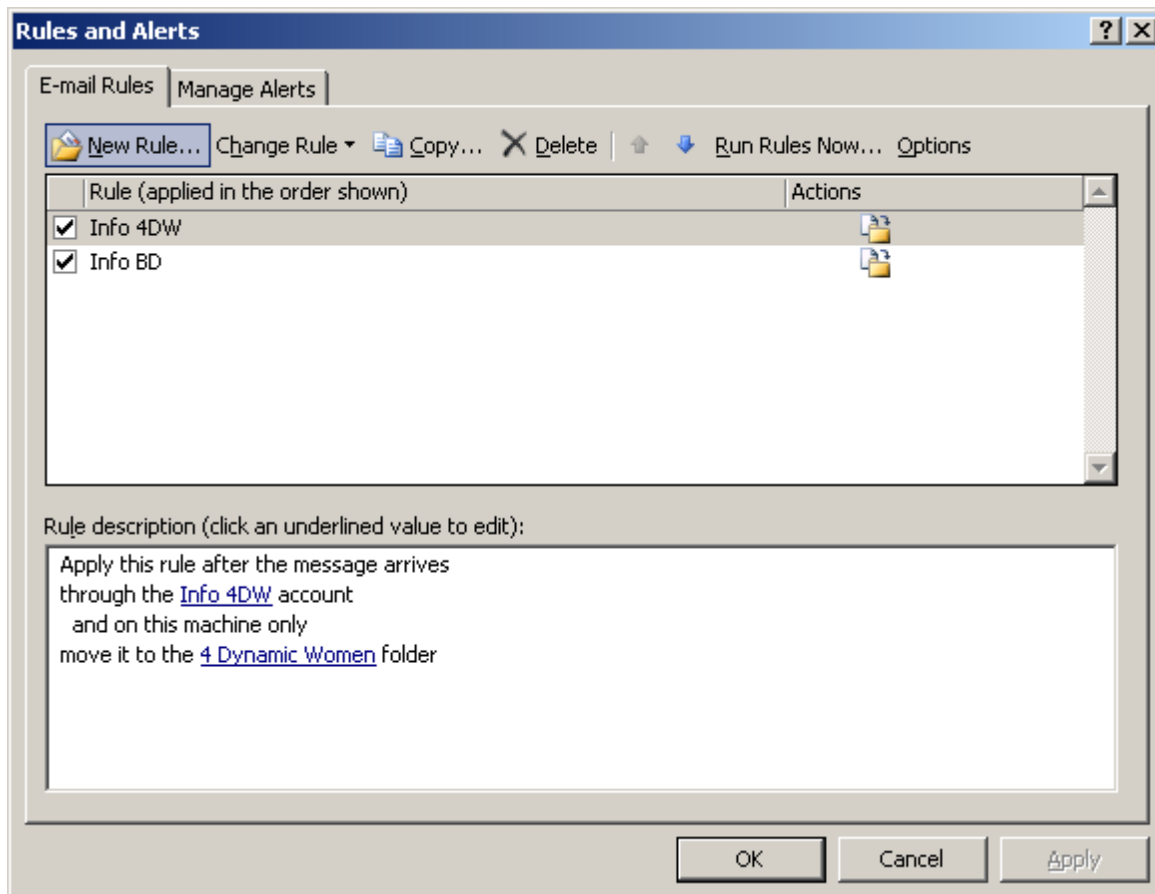 Rules and Alerts
E-mail Rules Manage Alerts
New Rule... Change Rule Copy... Delete Run Rules Now... Options
Rule (applied in the order shown) Actions
Info 4DW
Info BD
Rule description (click an underlined value to edit):
Apply this rule after the message arrives
through the Info 4DW account
and on this machine only
move it to the 4 Dynamic Women folder
OK Cancel Apply